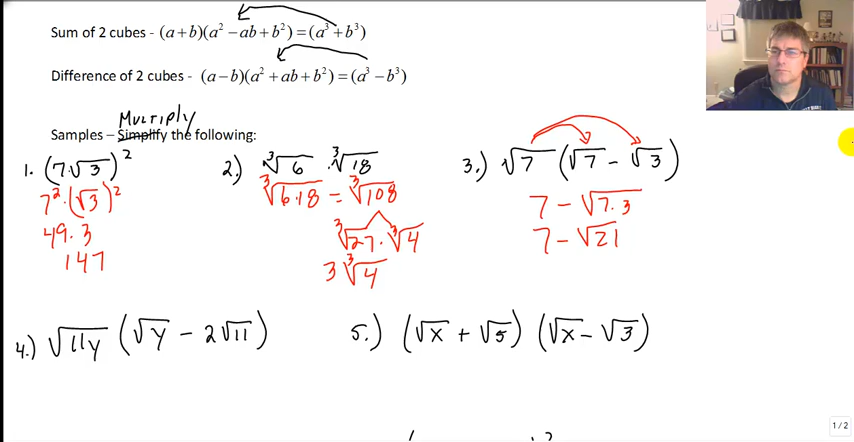 Sum of 2 cubes - (a+b)(a² −ab+b²) = (a³ +b³)
Difference of 2 cubes - (a−b)(a² +ab+b²) = (a³ −b³)
MULTIPLY
Samples – Simplify the following:
1. (7√3)²
7²·(√3)²
49·3
147
2.) ∛6 · ∛18
∛6·18 = ∛108
∛27 · ∛4
3∛4
3.) √7 (√7 − √3)
7 − √7·3
7 − √21
4.) √11y (√y − 2√11)
5.) (√x + √5) (√x − √3)
1/2